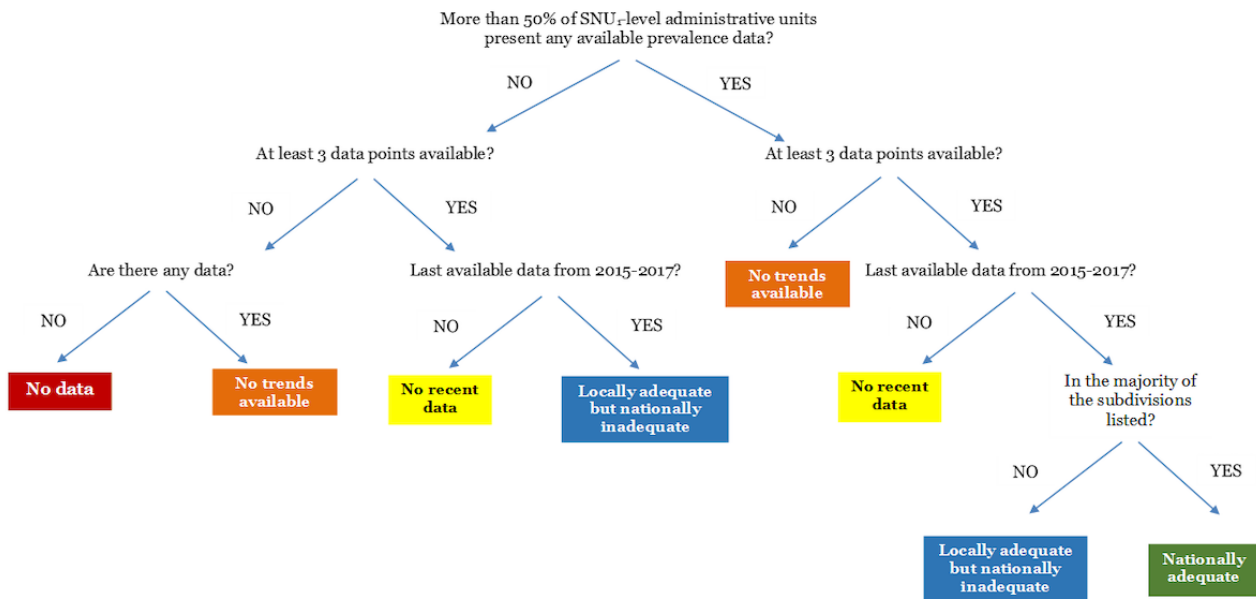 More than 50% of SNU₁-level administrative units
present any available prevalence data?
NO
YES
At least 3 data points available?
At least 3 data points available?
NO
YES
NO
YES
Are there any data?
Last available data from 2015-2017?
No trends
available
Last available data from 2015-2017?
NO
YES
NO
YES
NO
YES
No data
No trends
available
No recent
data
Locally adequate
but nationally
inadequate
No recent
data
In the majority of
the subdivisions
listed?
NO
YES
Locally adequate
but nationally
inadequate
Nationally
adequate